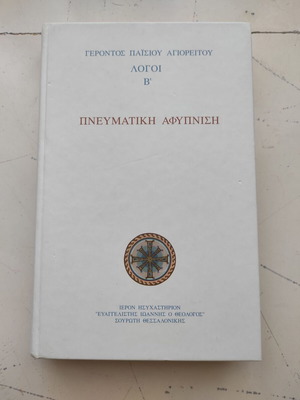 ΓΕΡΟΝΤΟΣ ΠΑΪΣΙΟΥ ΑΓΙΟΡΕΙΤΟΥ
ΛΟΓΟΙ
Β'
ΠΝΕΥΜΑΤΙΚΗ ΑΦΥΠΝΙΣΗ
ΙΕΡΟΝ ΗΣΥΧΑΣΤΗΡΙΟΝ
"ΕΥΑΓΓΕΛΙΣΤΗΣ ΙΩΑΝΝΗΣ Ο ΘΕΟΛΟΓΟΣ"
ΣΟΥΡΩΤΗ ΘΕΣΣΑΛΟΝΙΚΗΣ